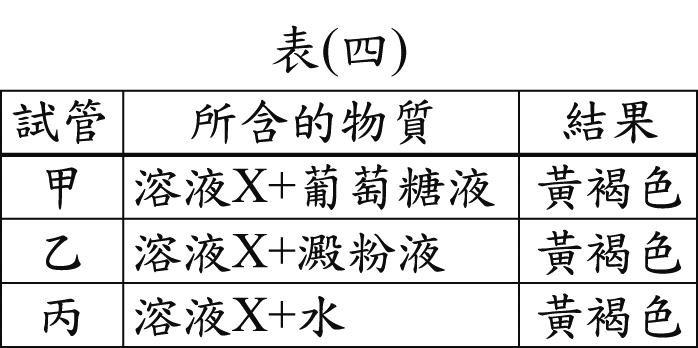 表(四)
試管 所含的物質 結果
甲 溶液X+葡萄糖液 黃褐色
乙 溶液X+澱粉液 黃褐色
丙 溶液X+水 黃褐色